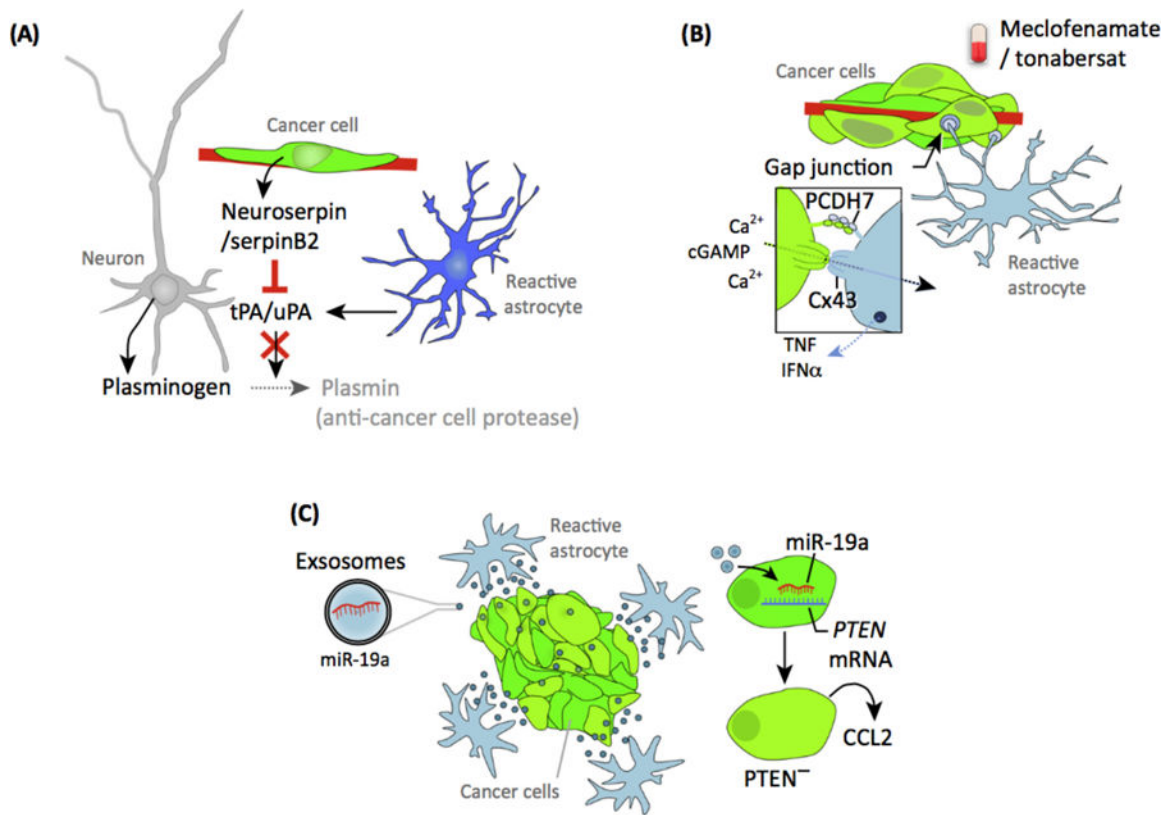 (A)
Cancer cell
Neuroserpin
/serpinB2
Neuron
tPA/uPA
Reactive
astrocyte
Plasminogen
Plasmin
(anti-cancer cell protease)
(B)
Meclofenamate
/ tonabersat
Cancer cells
Gap junction
PCDH7
Ca2+
cGAMP
Ca2+
Cx43
Reactive
astrocyte
TNF
IFNα
(C)
Reactive
astrocyte
Exsosomes
miR-19a
miR-19a
PTEN
mRNA
CCL2
PTEN–
Cancer cells